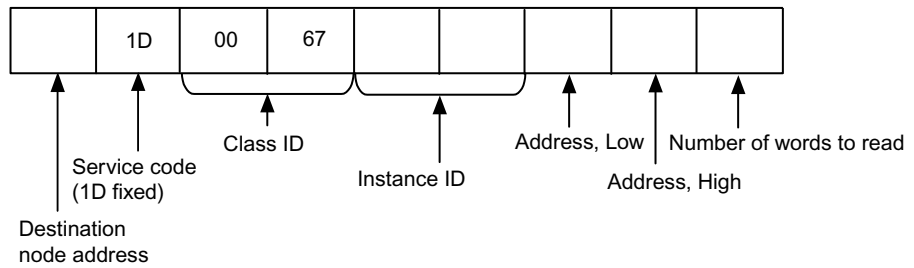 1D 00 67
Class ID
Address, Low
Number of words to read
Service code
(1D fixed)
Instance ID
Address, High
Destination
node address